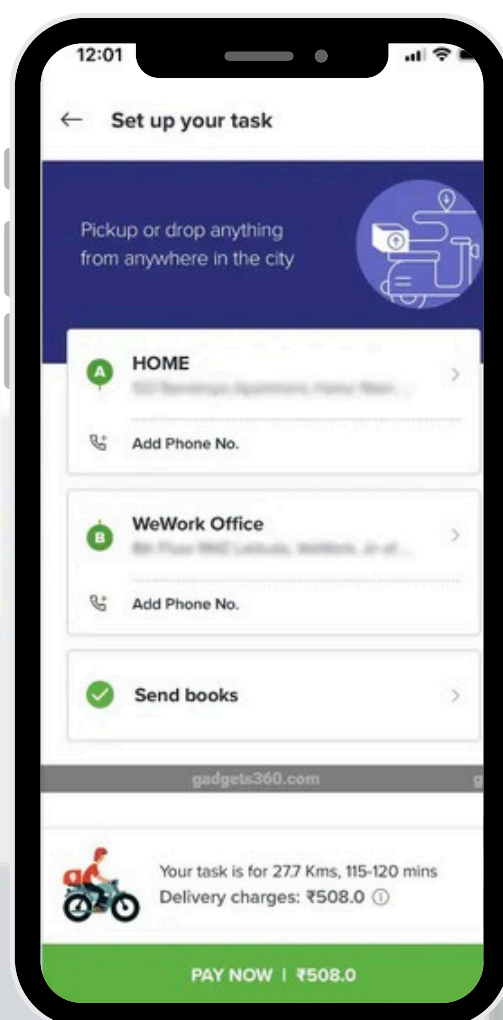 12:01
Set up your task
Pickup or drop anything
from anywhere in the city
A
HOME
Add Phone No.
B
WeWork Office
Add Phone No.
Send books
gadgets360.com
g
Your task is for 27.7 Kms, 115-120 mins
Delivery charges: ₹508.0
PAY NOW | ₹508.0